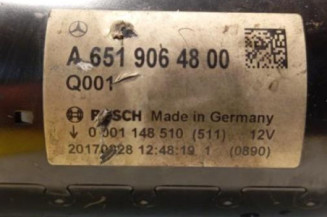 A 651 906 48 00
Q001
BOSCH Made in Germany
↓ 0 001 148 510 (511) 12V
20170828 12:48:19 1 (0890)